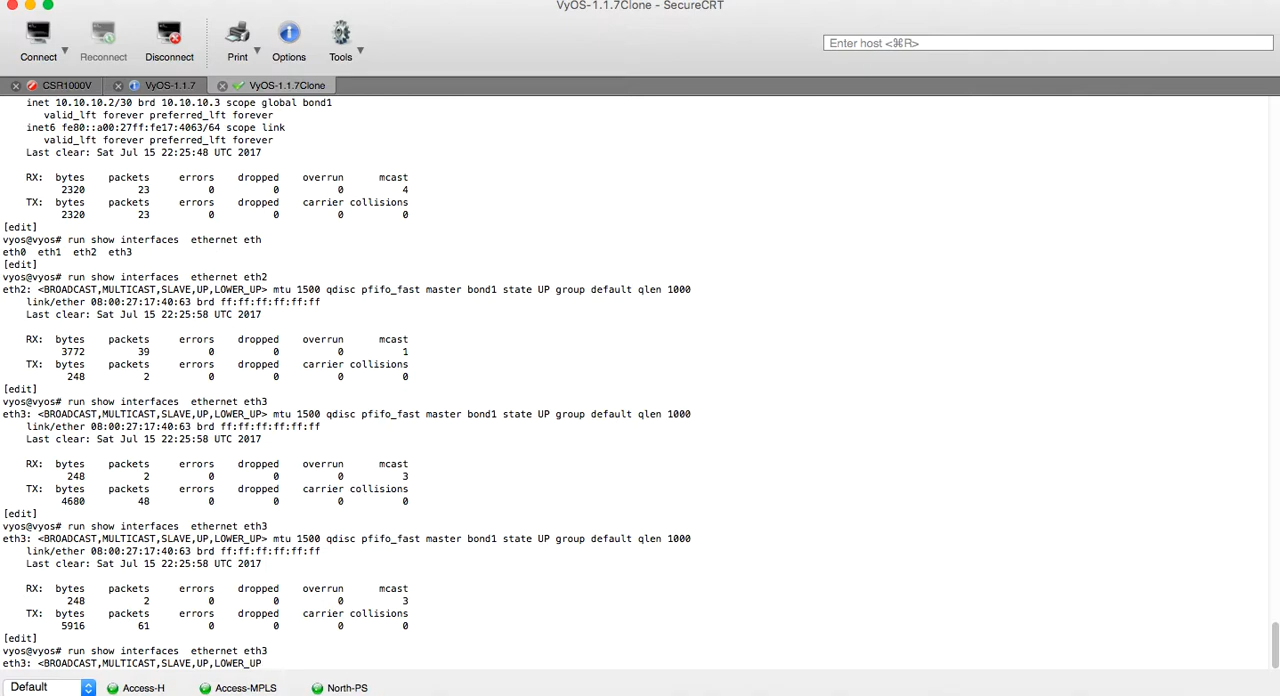 VyOS-1.1.7Clone - SecureCRT
Connect Reconnect Disconnect Print Options Tools
Enter host <⌘R>
CSR1000V VyOS-1.1.7 VyOS-1.1.7Clone
inet 10.10.10.2/30 brd 10.10.10.3 scope global bond1
valid_lft forever preferred_lft forever
inet6 fe80::a00:27ff:fe17:4063/64 scope link
valid_lft forever preferred_lft forever
Last clear: Sat Jul 15 22:25:48 UTC 2017
RX: bytes packets errors dropped overrun mcast
2320 23 0 0 0 4
TX: bytes packets errors dropped carrier collisions
2320 23 0 0 0 0
[edit]
vyos@vyos# run show interfaces ethernet eth
eth0 eth1 eth2 eth3
[edit]
vyos@vyos# run show interfaces ethernet eth2
eth2: <BROADCAST,MULTICAST,SLAVE,UP,LOWER_UP> mtu 1500 qdisc pfifo_fast master bond1 state UP group default qlen 1000
link/ether 08:00:27:17:40:63 brd ff:ff:ff:ff:ff:ff
Last clear: Sat Jul 15 22:25:58 UTC 2017
RX: bytes packets errors dropped overrun mcast
3772 39 0 0 0 1
TX: bytes packets errors dropped carrier collisions
248 2 0 0 0 0
[edit]
vyos@vyos# run show interfaces ethernet eth3
eth3: <BROADCAST,MULTICAST,SLAVE,UP,LOWER_UP> mtu 1500 qdisc pfifo_fast master bond1 state UP group default qlen 1000
link/ether 08:00:27:17:40:63 brd ff:ff:ff:ff:ff:ff
Last clear: Sat Jul 15 22:25:58 UTC 2017
RX: bytes packets errors dropped overrun mcast
248 2 0 0 0 3
TX: bytes packets errors dropped carrier collisions
4680 48 0 0 0 0
[edit]
vyos@vyos# run show interfaces ethernet eth3
eth3: <BROADCAST,MULTICAST,SLAVE,UP,LOWER_UP> mtu 1500 qdisc pfifo_fast master bond1 state UP group default qlen 1000
link/ether 08:00:27:17:40:63 brd ff:ff:ff:ff:ff:ff
Last clear: Sat Jul 15 22:25:58 UTC 2017
RX: bytes packets errors dropped overrun mcast
248 2 0 0 0 3
TX: bytes packets errors dropped carrier collisions
5916 61 0 0 0 0
[edit]
vyos@vyos# run show interfaces ethernet eth3
eth3: <BROADCAST,MULTICAST,SLAVE,UP,LOWER_UP
Default Access-H Access-MPLS North-PS